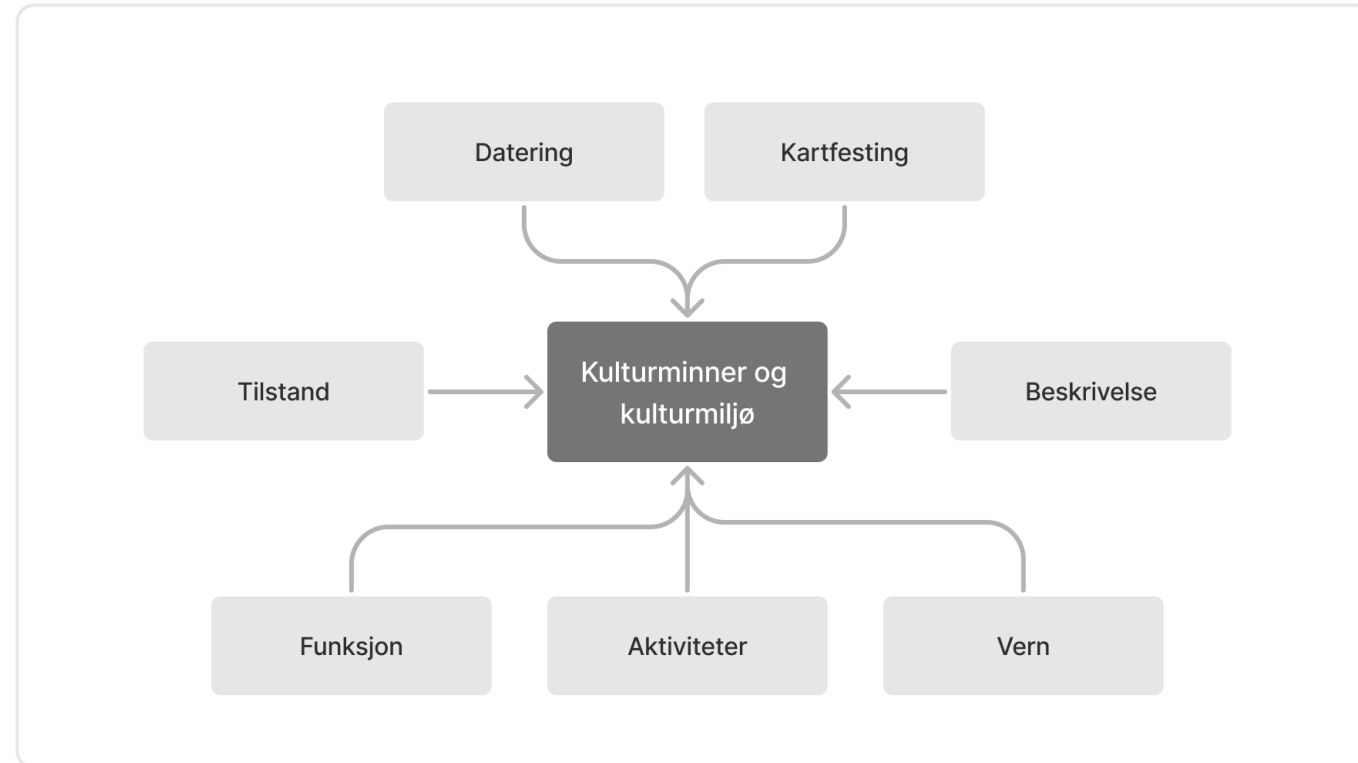 Datering
Kartfesting
Tilstand
Kulturminner og
kulturmiljø
Beskrivelse
Funksjon
Aktiviteter
Vern